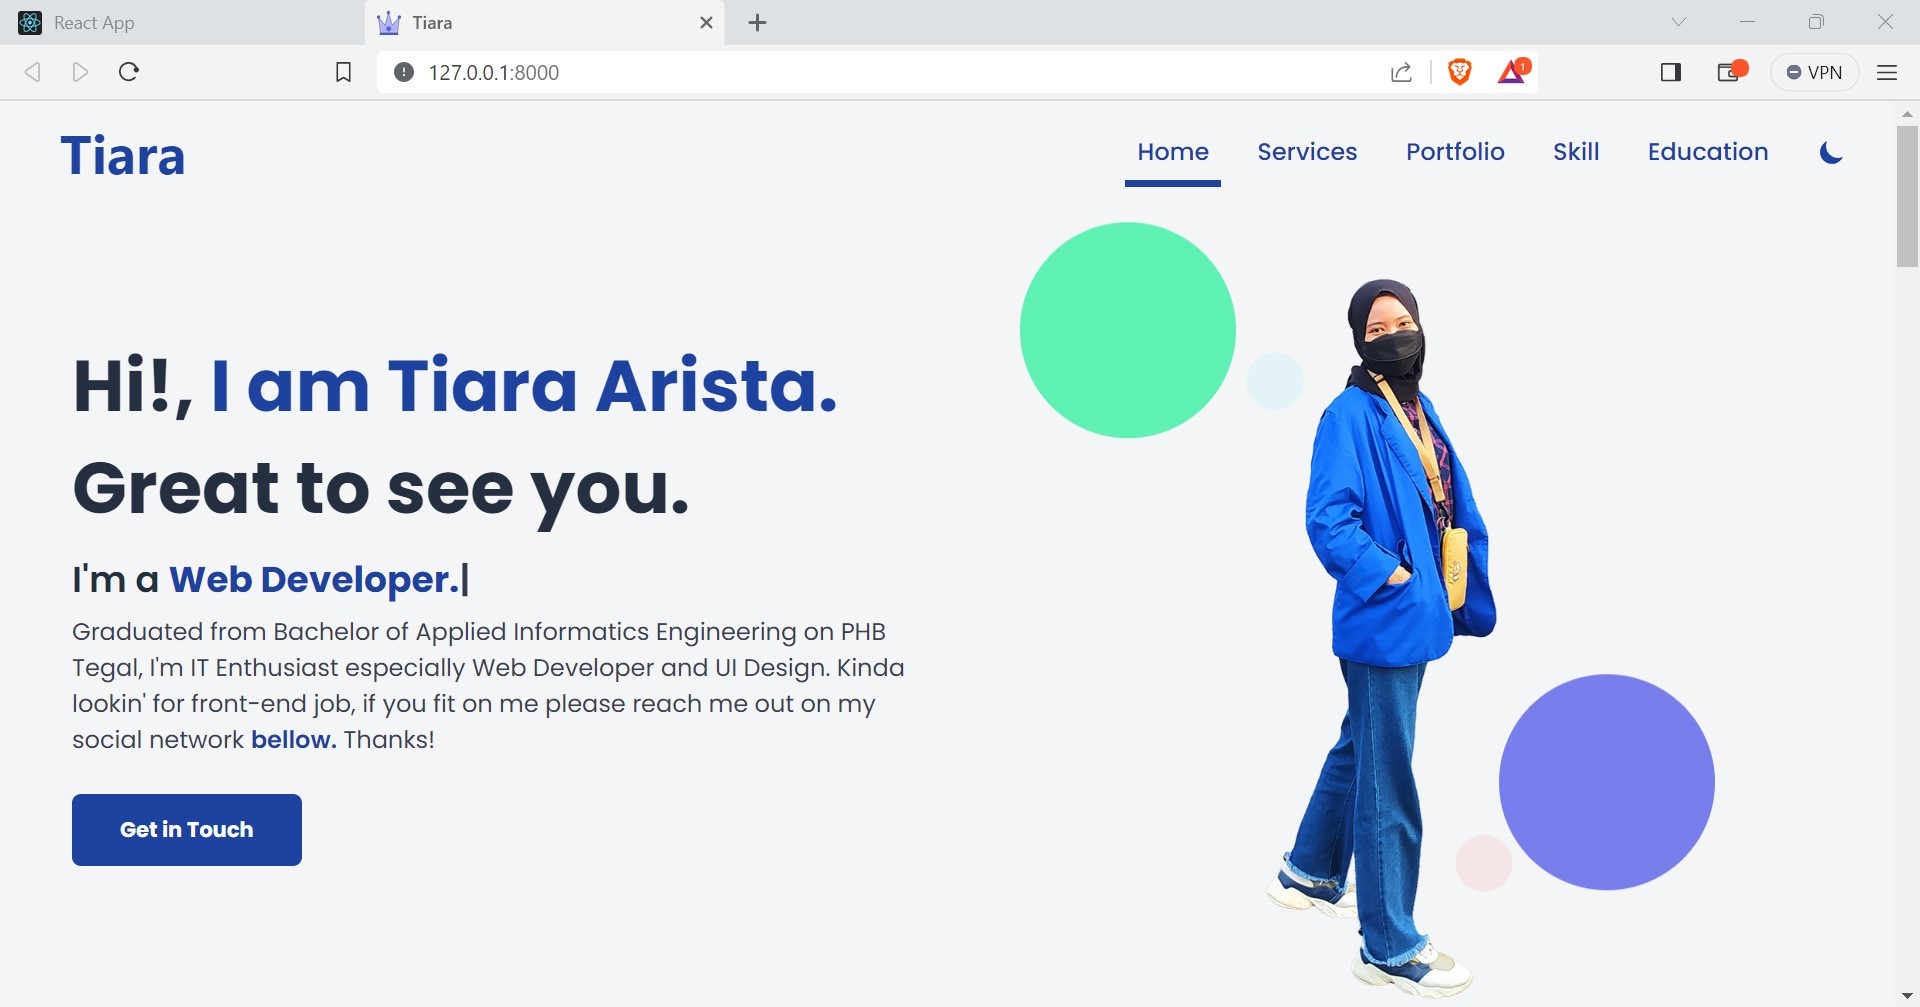 React App
Tiara
127.0.0.1:8000
1
VPN
Tiara
Home
Services
Portfolio
Skill
Education
Hi!, I am Tiara Arista.
Great to see you.
I'm a Web Developer.|
Graduated from Bachelor of Applied Informatics Engineering on PHB
Tegal, I'm IT Enthusiast especially Web Developer and UI Design. Kinda
lookin' for front-end job, if you fit on me please reach me out on my
social network bellow. Thanks!
Get in Touch